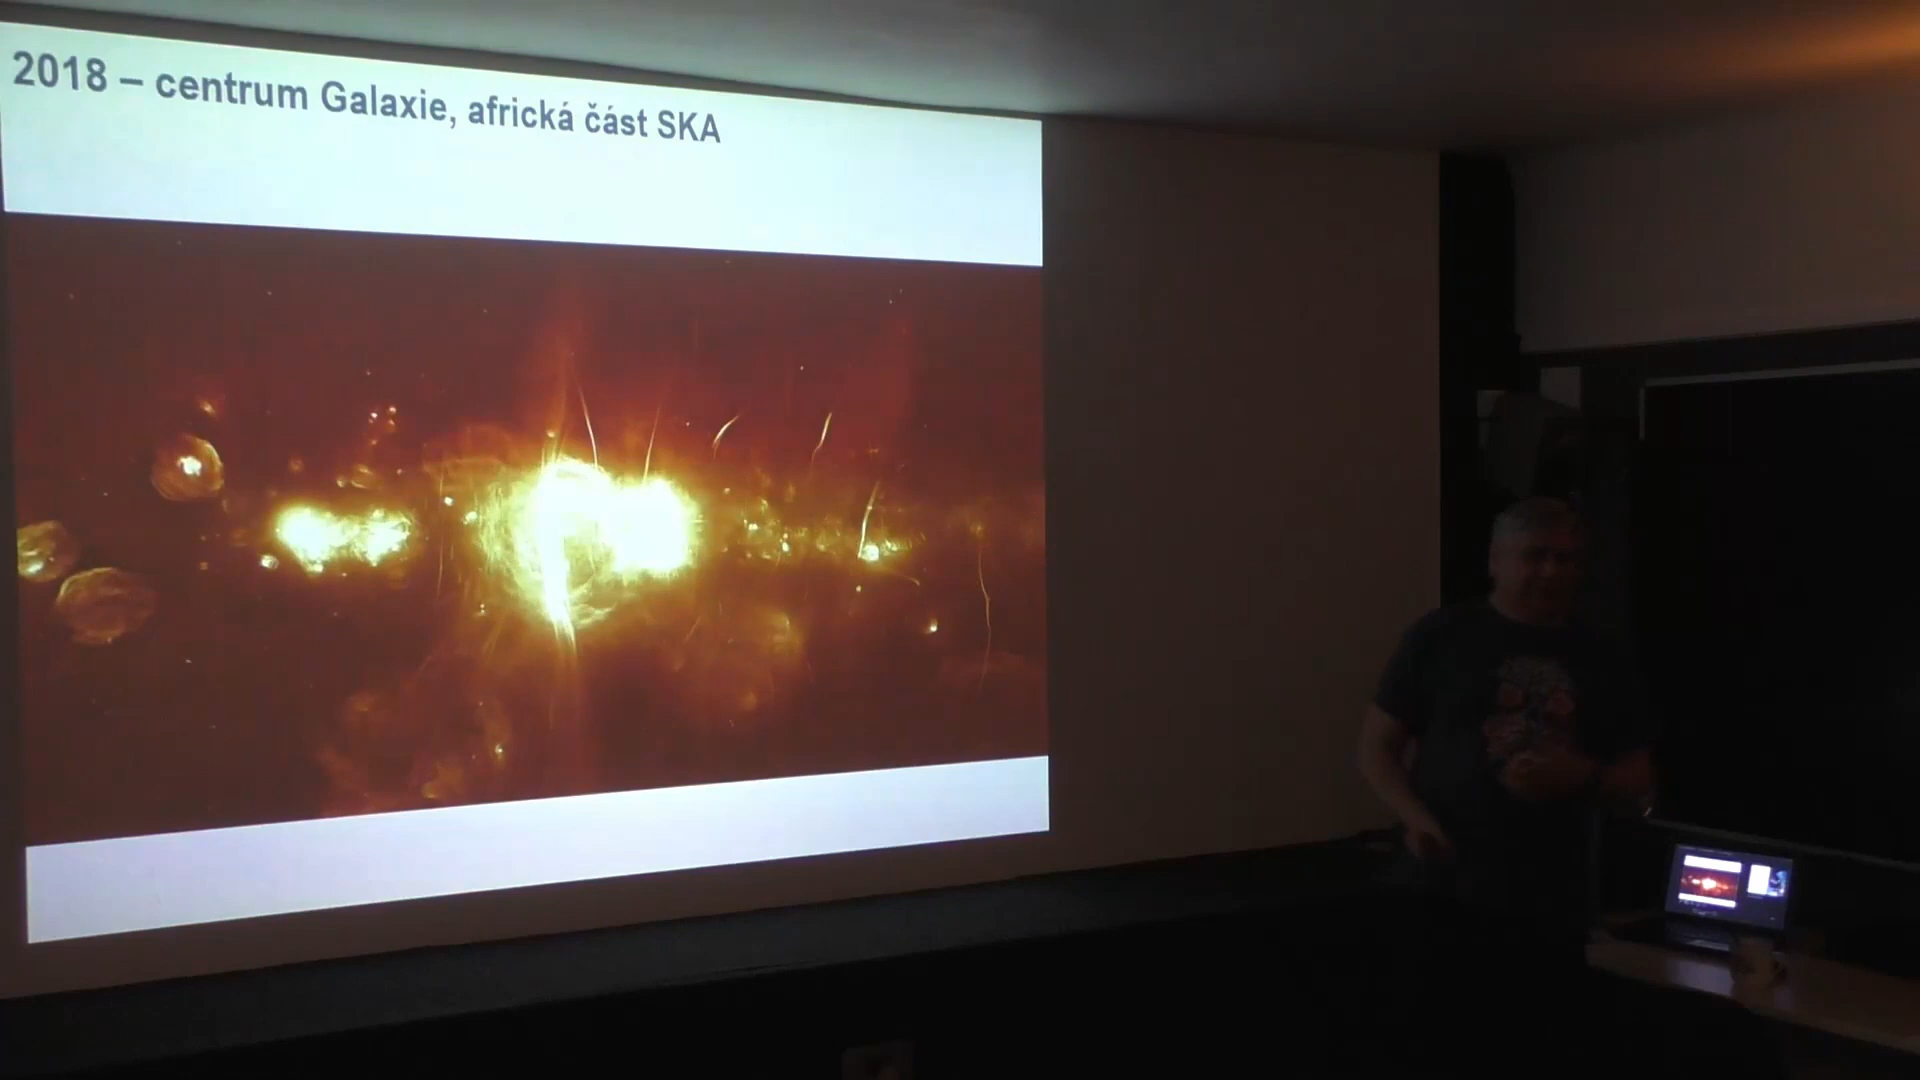 2018 – centrum Galaxie, africká část SKA